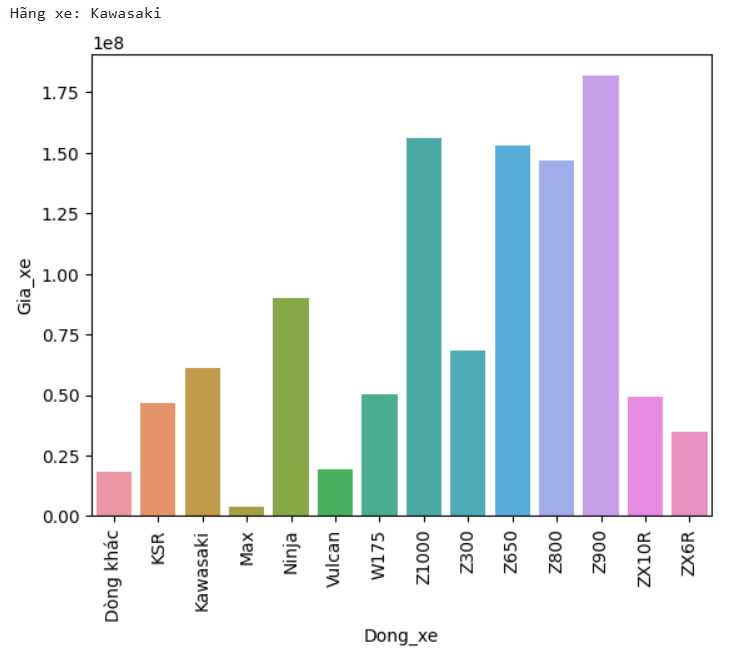 Hãng xe: Kawasaki
1e8
1.75
1.50
1.25
1.00
0.75
0.50
0.25
0.00
Gia_xe
Dòng khác
KSR
Kawasaki
Max
Ninja
Vulcan
W175
Z1000
Z300
Z650
Z800
Z900
ZX10R
ZX6R
Dong_xe